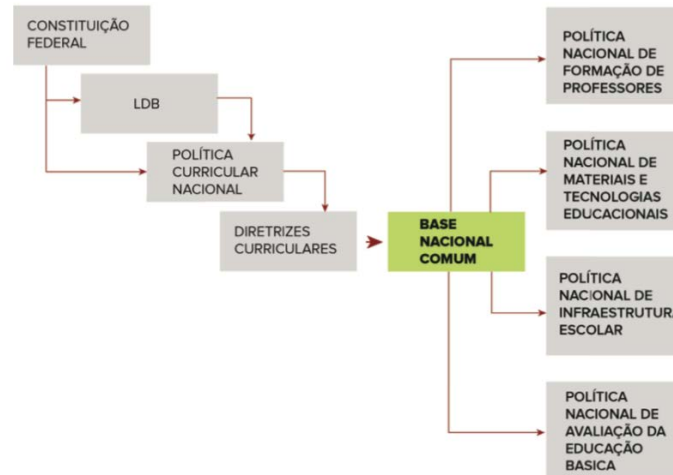 CONSTITUIÇÃO
FEDERAL
LDB
POLÍTICA
CURRICULAR
NACIONAL
DIRETRIZES
CURRICULARES
BASE
NACIONAL
COMUM
POLÍTICA
NACIONAL DE
FORMAÇÃO DE
PROFESSORES
POLÍTICA
NACIONAL DE
MATERIAIS E
TECNOLOGIAS
EDUCACIONAIS
POLÍTICA
NACIONAL DE
INFRAESTRUTURA
ESCOLAR
POLÍTICA
NACIONAL DE
AVALIAÇÃO DA
EDUCAÇÃO
BASICA